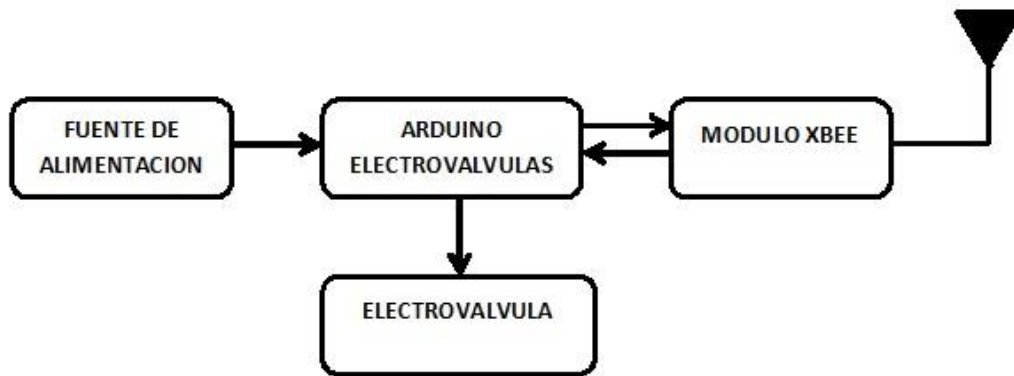 FUENTE DE
ALIMENTACION
ARDUINO
ELECTROVALVULAS
MODULO XBEE
ELECTROVALVULA